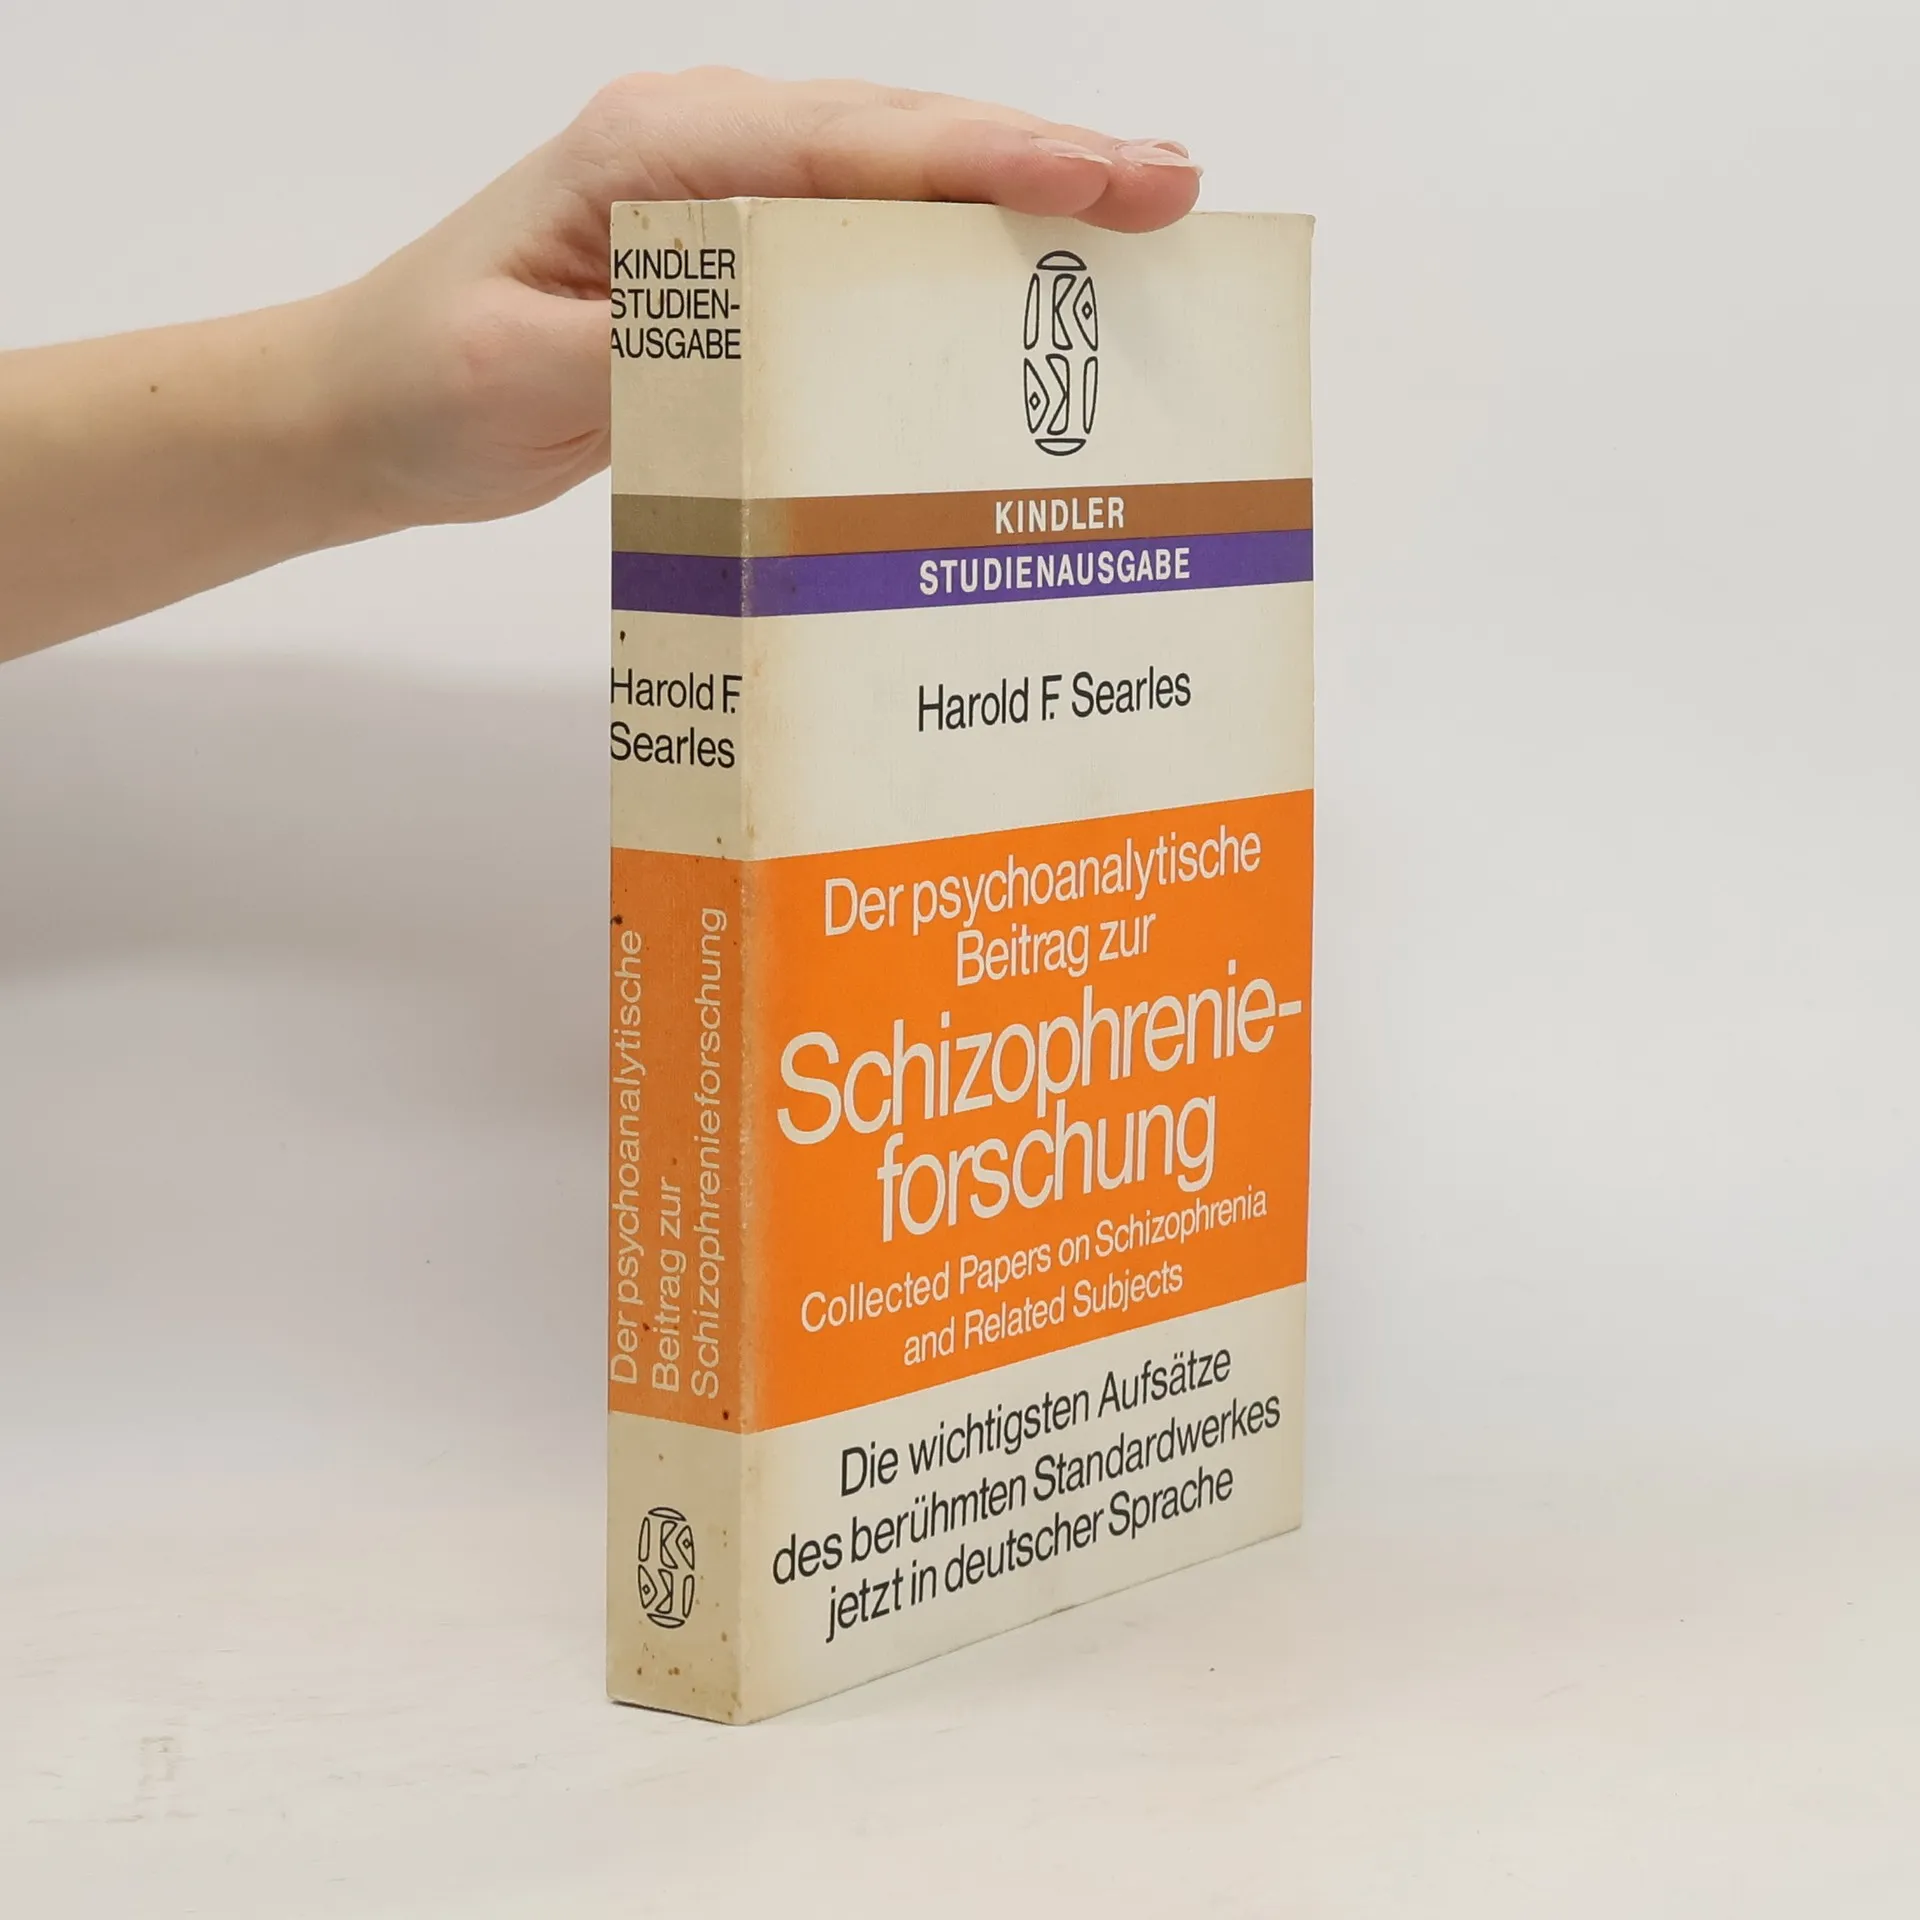 KINDLER
STUDIEN-
AUSGABE
Harold F.
Searles
Der psychoanalytische
Beitrag zur
Schizophrenieforschung
KINDLER
STUDIENAUSGABE
Harold F. Searles
Der psychoanalytische
Beitrag zur
Schizophrenie-
forschung
Collected Papers on Schizophrenia
and Related Subjects
Die wichtigsten Aufsätze
des berühmten Standardwerkes
jetzt in deutscher Sprache